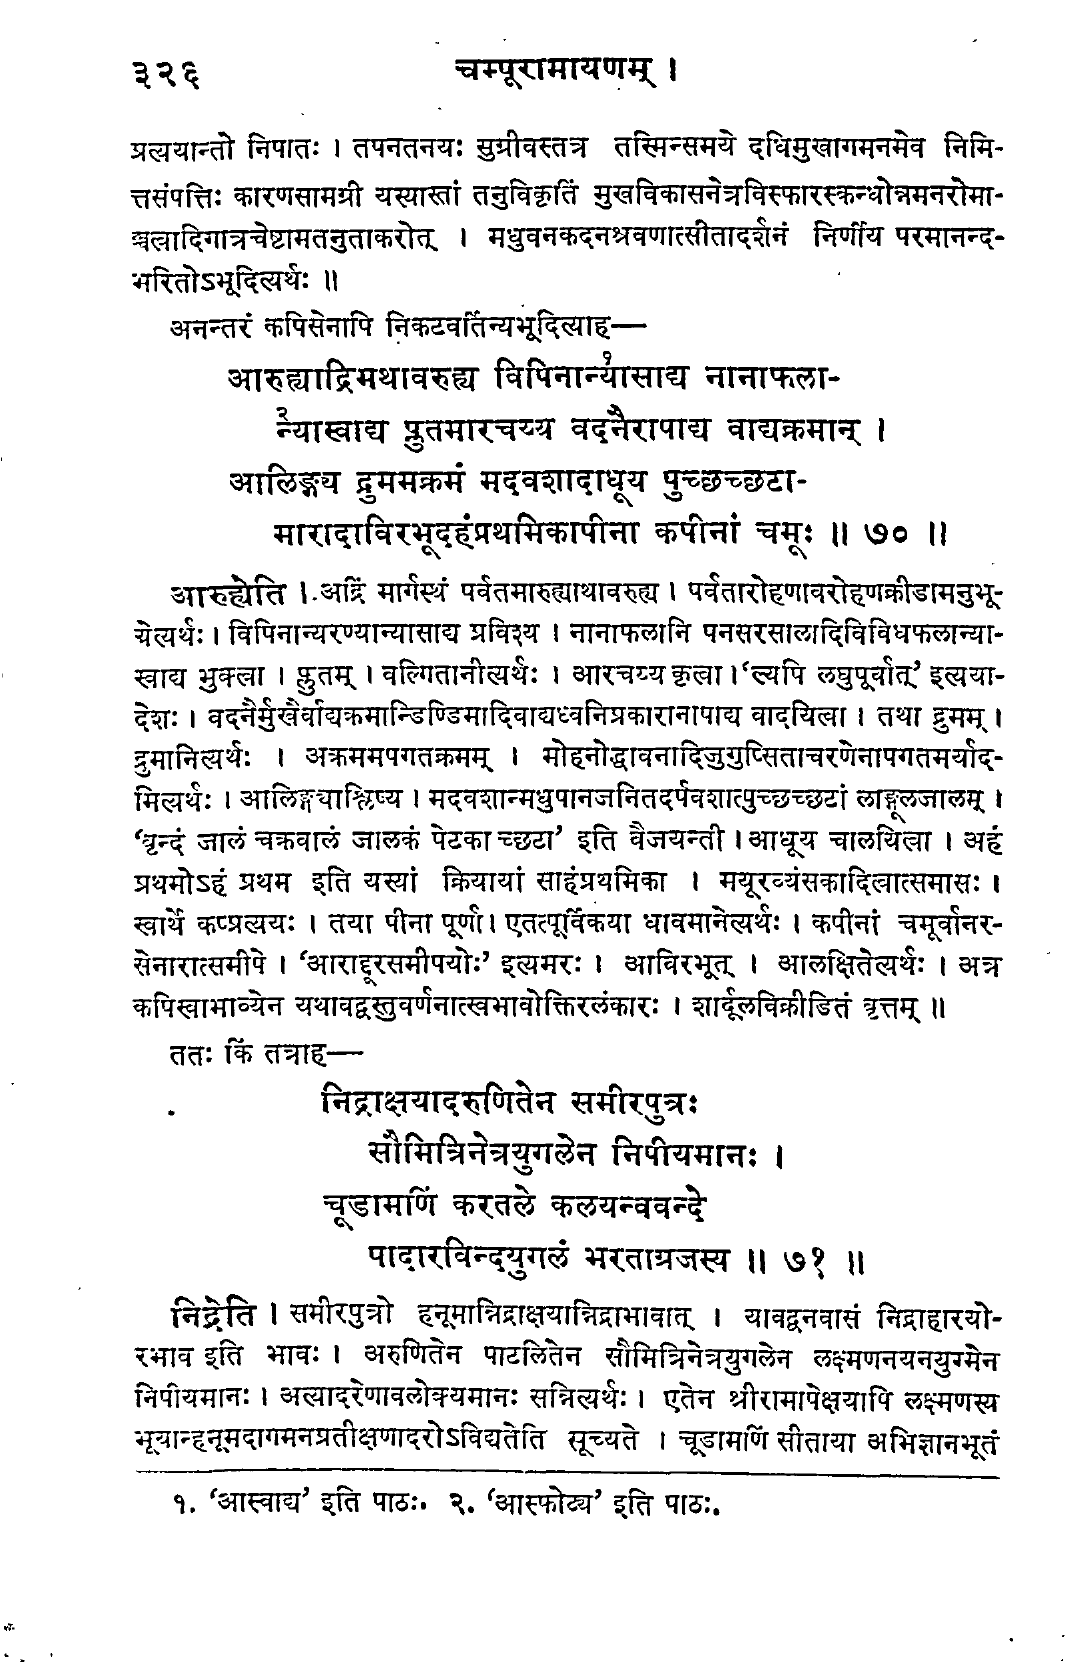 ३२६ चम्पूरामायणम् ।
प्रत्ययान्तो निपातः । तपनतनयः सुग्रीवस्तत्र तस्मिन्समये दधिमुखागमनमेव निमि-
त्तसंपत्तिः कारणसामग्री यस्यास्तां तनुविकृतिं मुखविकासनेत्रविस्फारस्कन्धोन्नमनरोमा-
ञ्चलादिगात्रचेष्टामतनुताकरोत् । मधुवनकदनश्रवणात्सीतादर्शनं निर्णीय परमानन्द-
भरितोऽभूदित्यर्थः ॥
अनन्तरं कपिसेनापि निकटवर्तिन्यभूदित्याह—
आरुह्याद्रिमथावरुह्य विपिनान्या१साद्य नानाफला-
न्या२स्वाद्य प्लुतमारचय्य वदनैरापाद्य वाद्यक्रमान् ।
आलिङ्ग्य द्रुममक्रमं मदवशादाधूय पुच्छच्छटा-
मारादाविरभूदहंप्रथमिकापीना कपीनां चमूः ॥ ७० ॥
आरुह्येति । अद्रिं मार्गस्थं पर्वतमारुह्याथावरुह्य । पर्वतारोहणावरोहणक्रीडामनुभू-
येत्यर्थः । विपिनान्यरण्यान्यासाद्य प्रविश्य । नानाफलानि पनसरसालादिविविधफलान्या-
स्वाद्य भुक्त्वा । प्लुतम् । वल्गितानीत्यर्थः । आरचय्य कृत्वा । ‘ल्यपि लघुपूर्वात्’ इत्यया-
देशः । वदनैर्मुखैर्वाद्यक्रमान्डिण्डिमादिवाद्यध्वनिप्रकारानापाद्य वादयित्वा । तथा द्रुमम् ।
द्रुमानित्यर्थः । अक्रममपगतक्रमम् । मोहनोद्भावनादिजुगुप्सिताचरणेनापगतमर्याद-
मित्यर्थः । आलिङ्ग्याश्लिष्य । मदवशान्मधुपानजनितदर्पवशात्पुच्छच्छटां लाङ्गूलजालम् ।
‘वृन्दं जालं चक्रवालं जालकं पेटका च्छटा’ इति वैजयन्ती । आधूय चालयित्वा । अहं
प्रथमोऽहं प्रथम इति यस्यां क्रियायां साहंप्रथमिका । मयूरव्यंसकादित्वात्समासः ।
स्वार्थे कप्प्रत्ययः । तया पीना पूर्णा । एतत्पूर्विकया धावमानेत्यर्थः । कपीनां चमूर्वानर-
सेनारात्समीपे । ‘आराद्दूरसमीपयोः’ इत्यमरः । आविरभूत् । आलक्षितेत्यर्थः । अत्र
कपिस्वाभाव्येन यथावद्वस्तुवर्णनात्स्वभावोक्तिरलंकारः । शार्दूलविक्रीडितं वृत्तम् ॥
ततः किं तत्राह—
निद्राक्षयादरुणितेन समीरपुत्रः
सौमित्रिनेत्रयुगलेन निपीयमानः ।
चूडामणिं करतले कलयन्ववन्दे
पादारविन्दयुगलं भरताग्रजस्य ॥ ७१ ॥
निद्रेति । समीरपुत्रो हनूमान्निद्राक्षयान्निद्राभावात् । यावद्वनवासं निद्राहारयो-
रभाव इति भावः । अरुणितेन पाटलितेन सौमित्रिनेत्रयुगलेन लक्ष्मणनयनयुग्मेन
निपीयमानः । अत्यादरेणावलोक्यमानः सन्नित्यर्थः । एतेन श्रीरामापेक्षयापि लक्ष्मणस्य
भूयान्हनूमदागमनप्रतीक्षणादरोऽविद्यतेति सूच्यते । चूडामणिं सीताया अभिज्ञानभूतं
१. ‘आस्वाद्य’ इति पाठः. २. ‘आस्फोट्य’ इति पाठः.